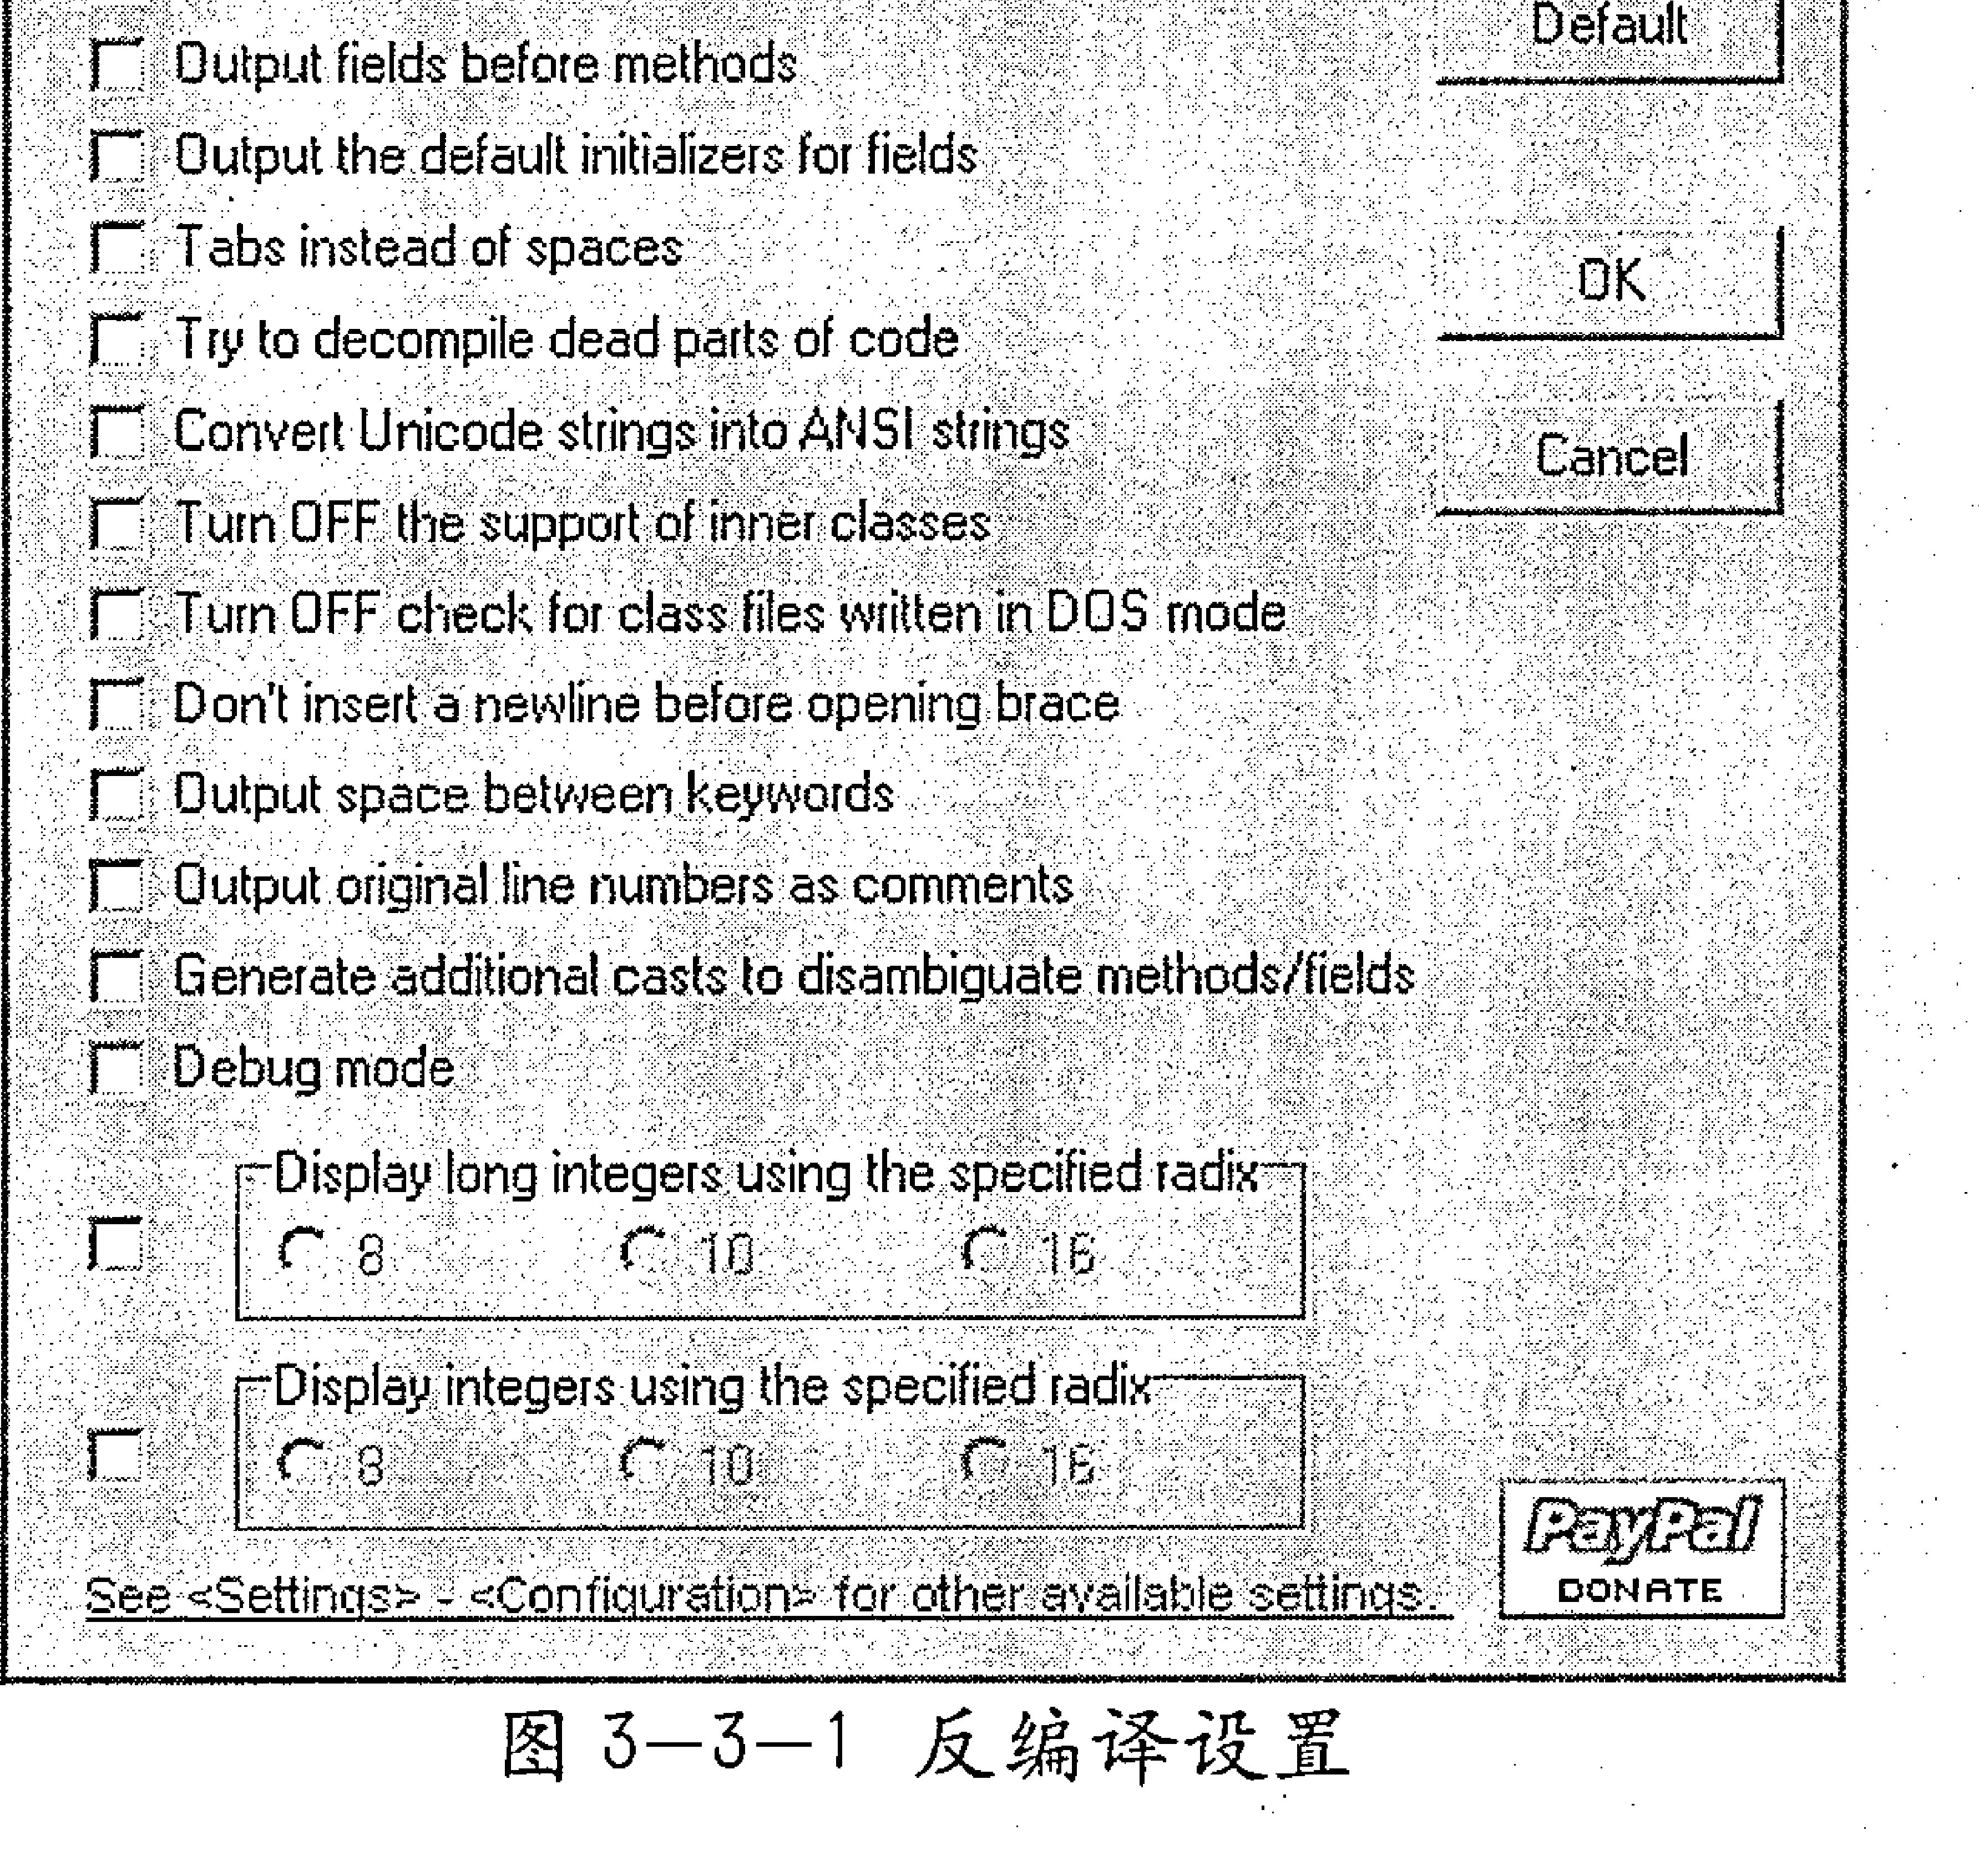 Default
Output fields before methods
Output the default initializers for fields
Tabs instead of spaces
OK
Try to decompile dead parts of code
Convert Unicode strings into ANSI strings
Cancel
Turn OFF the support of inner classes
Turn OFF check for class files written in DOS mode
Don't insert a newline before opening brace
Output space between keywords
Output original line numbers as comments
Generate additional casts to disambiguate methods/fields
Debug mode
Display long integers using the specified radix
8 10 16
Display integers using the specified radix
8 10 16
PayPal
DONATE
See <Settings> - <Configuration> for other available settings.
图 3-3-1 反编译设置